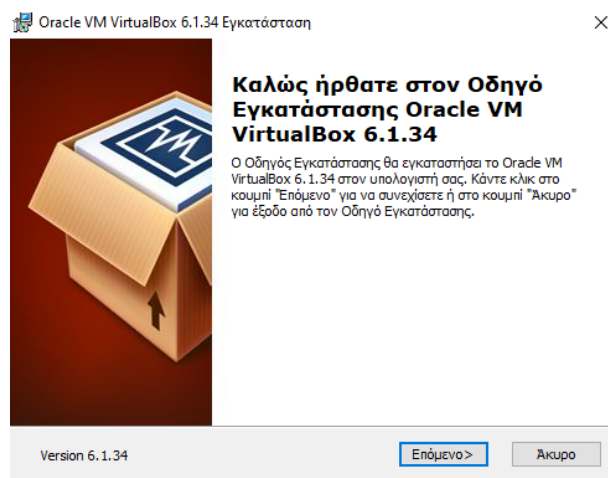 Oracle VM VirtualBox 6.1.34 Εγκατάσταση
Καλώς ήρθατε στον Οδηγό
Εγκατάστασης Oracle VM
VirtualBox 6.1.34
Ο Οδηγός Εγκατάστασης θα εγκαταστήσει το Oracle VM
VirtualBox 6.1.34 στον υπολογιστή σας. Κάντε κλικ στο
κουμπί "Επόμενο" για να συνεχίσετε ή στο κουμπί "Άκυρο"
για έξοδο από τον Οδηγό Εγκατάστασης.
Version 6.1.34
Επόμενο>
Άκυρο